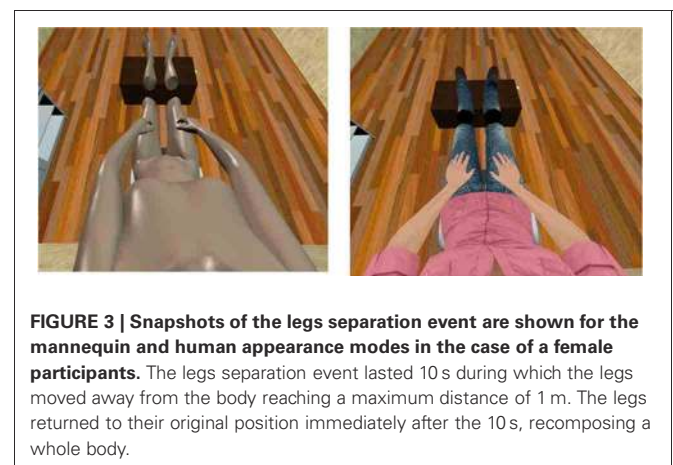 FIGURE 3 | Snapshots of the legs separation event are shown for the
mannequin and human appearance modes in the case of a female
participants. The legs separation event lasted 10 s during which the legs
moved away from the body reaching a maximum distance of 1 m. The legs
returned to their original position immediately after the 10 s, recomposing a
whole body.